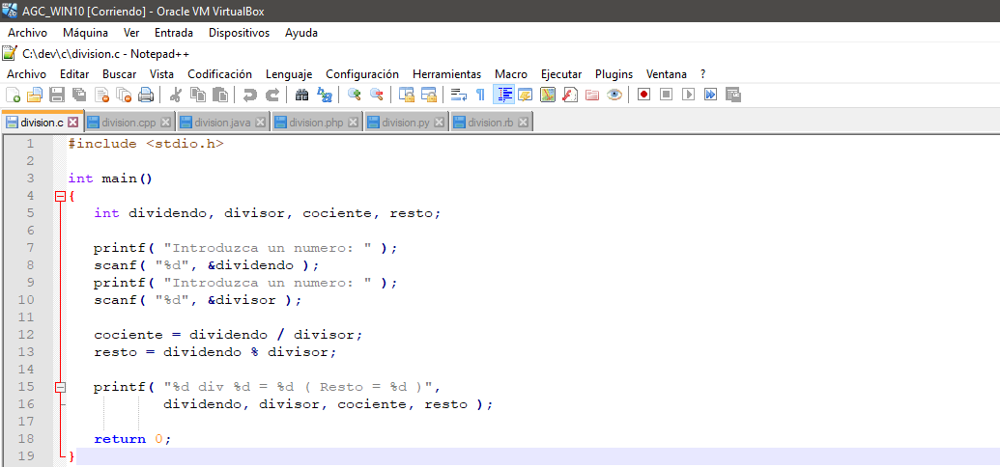 AGC_WIN10 [Corriendo] - Oracle VM VirtualBox
Archivo Máquina Ver Entrada Dispositivos Ayuda
C:\dev\c\division.c - Notepad++
Archivo Editar Buscar Vista Codificación Lenguaje Configuración Herramientas Macro Ejecutar Plugins Ventana ?
division.c division.cpp division.java division.php division.py division.rb
1 #include <stdio.h>
2
3 int main()
4 {
5 int dividendo, divisor, cociente, resto;
6
7 printf( "Introduzca un numero: " );
8 scanf( "%d", &dividendo );
9 printf( "Introduzca un numero: " );
10 scanf( "%d", &divisor );
11
12 cociente = dividendo / divisor;
13 resto = dividendo % divisor;
14
15 printf( "%d div %d = %d ( Resto = %d )",
16 dividendo, divisor, cociente, resto );
17
18 return 0;
19 }